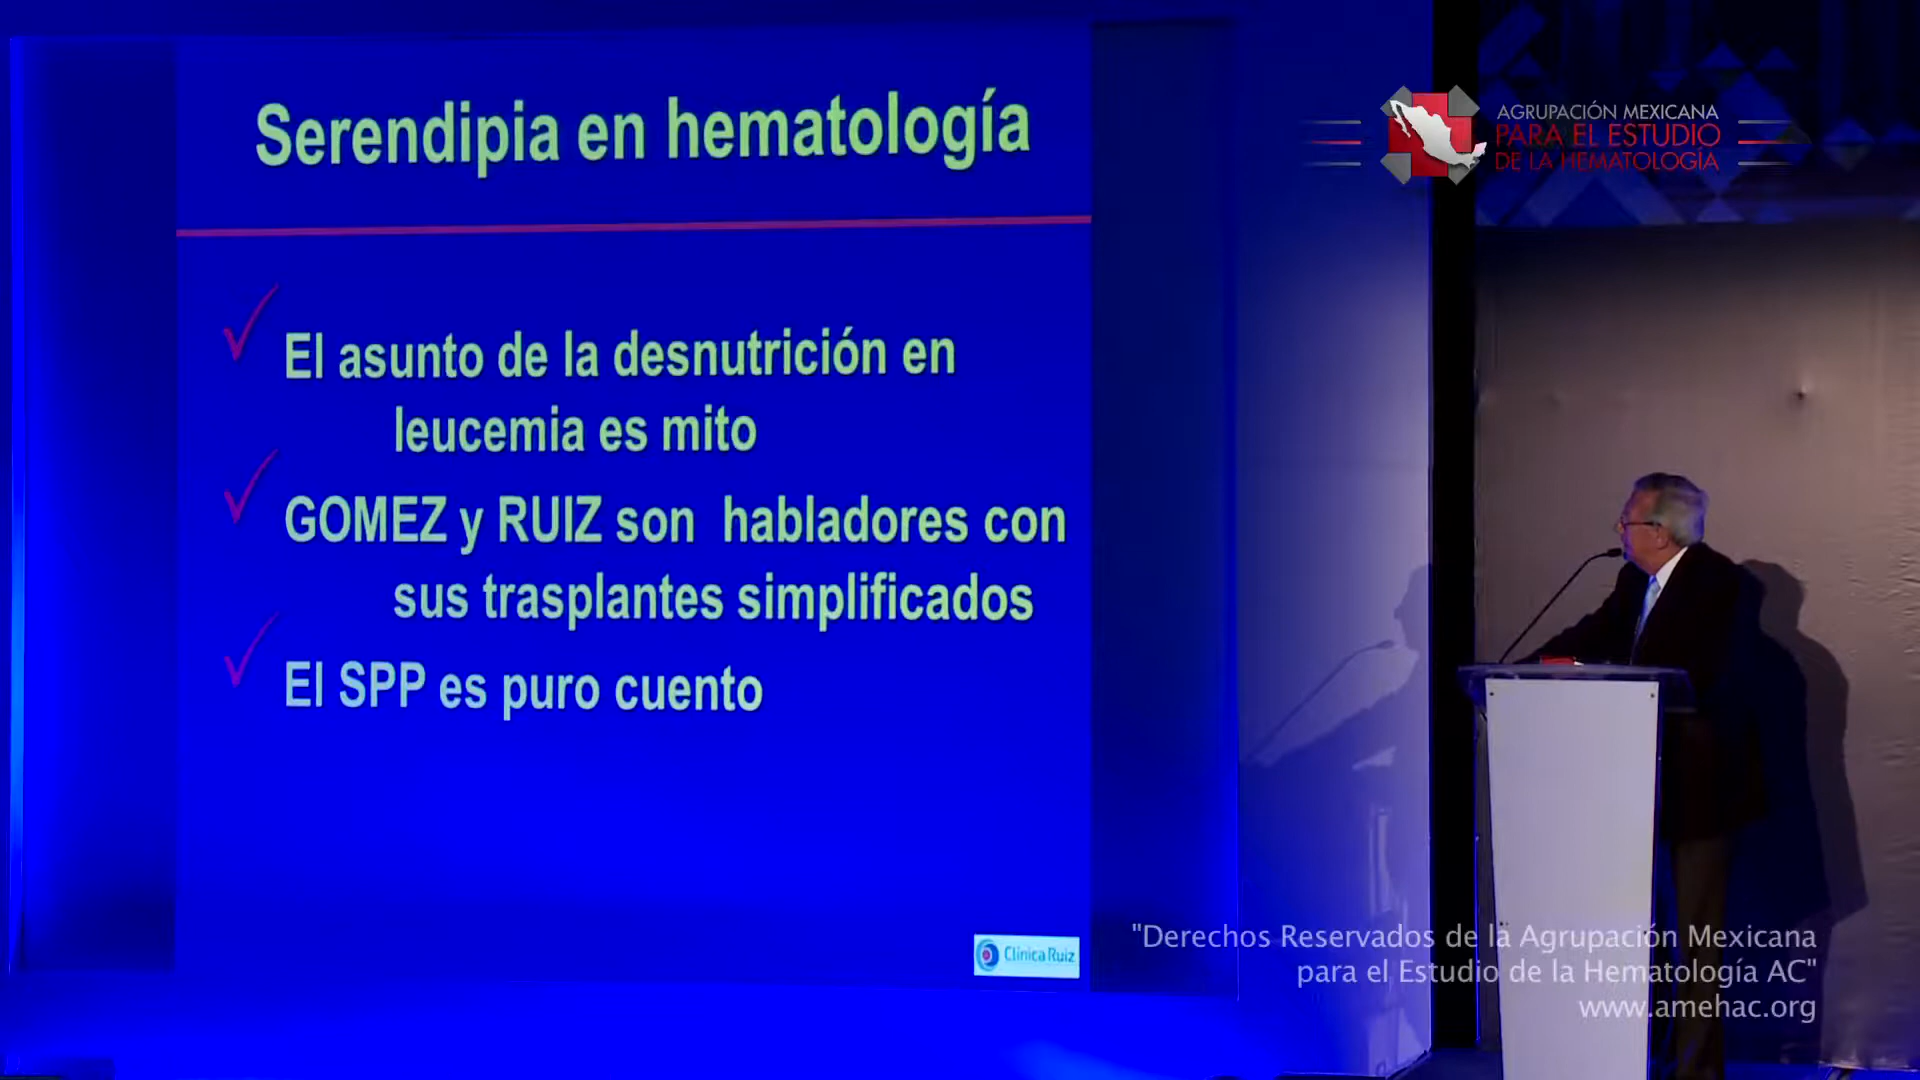 Serendipia en hematología
El asunto de la desnutrición en
leucemia es mito
GOMEZ y RUIZ son habladores con
sus trasplantes simplificados
El SPP es puro cuento
Clínica Ruiz
AGRUPACIÓN MEXICANA
PARA EL ESTUDIO
DE LA HEMATOLOGÍA
"Derechos Reservados de la Agrupación Mexicana
para el Estudio de la Hematología AC"
www.amehac.org